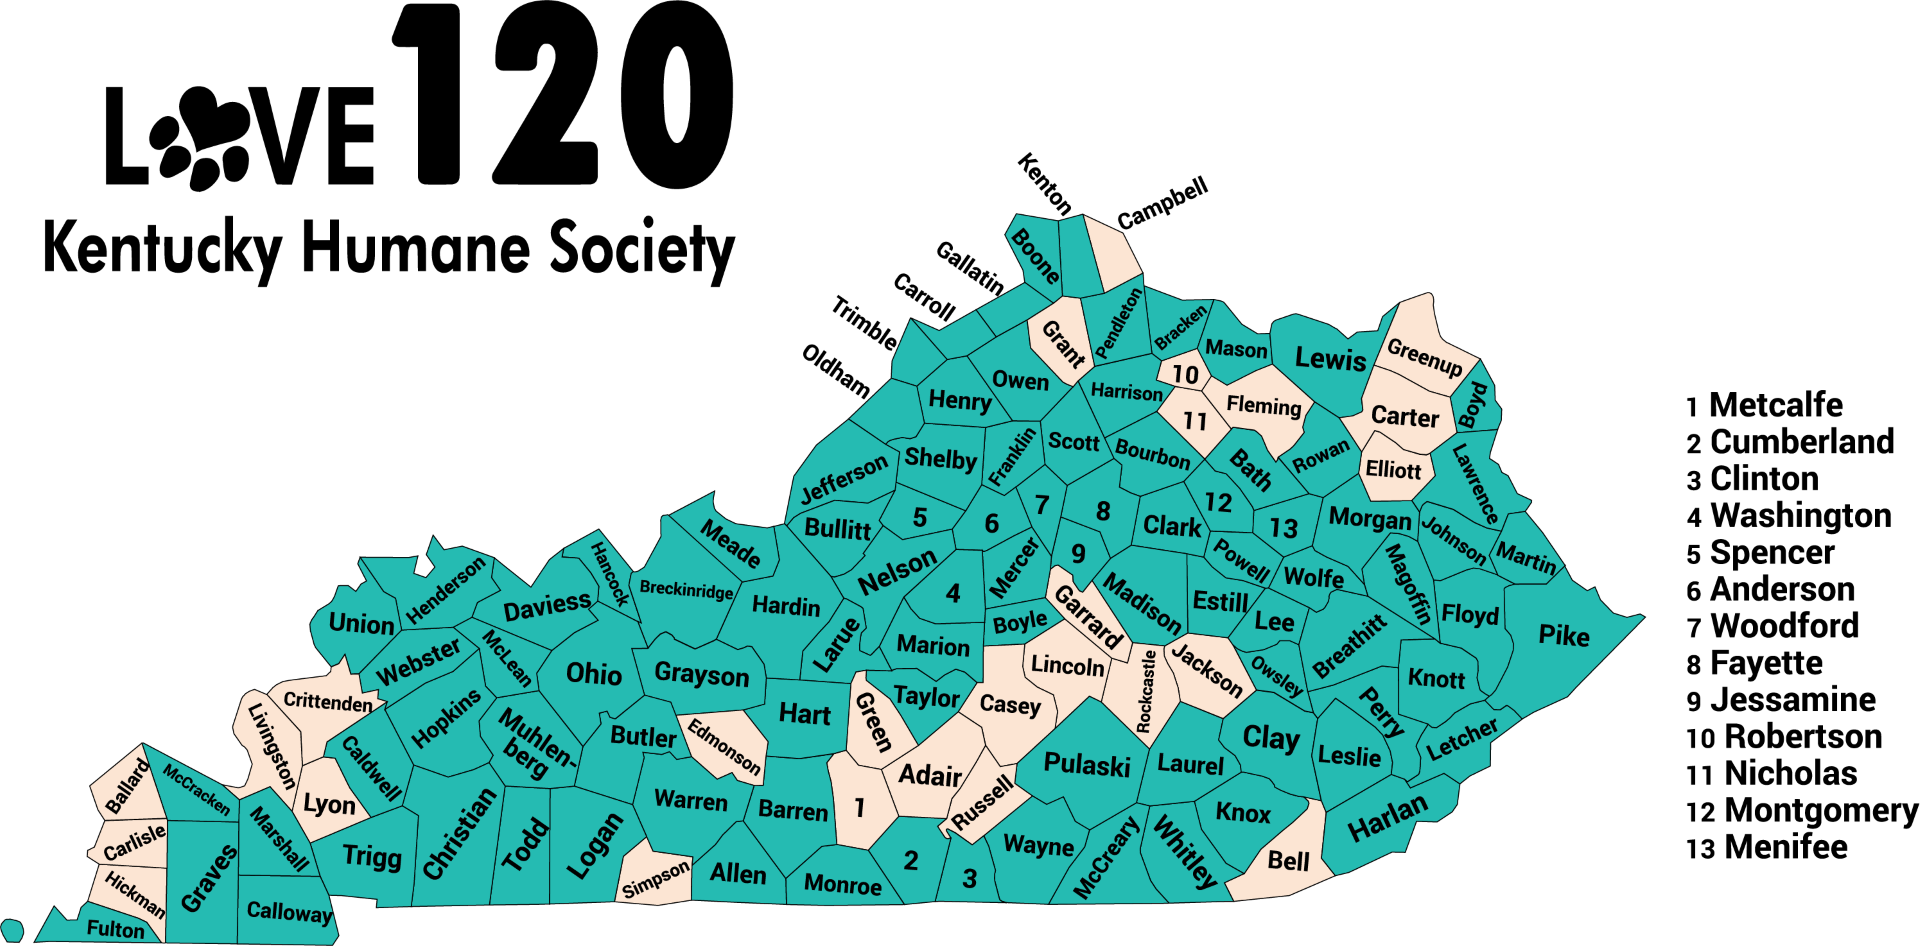 LOVE 120
Kentucky Humane Society
Kenton
Campbell
Boone
Gallatin
Carroll
Trimble
Oldham
Grant
Pendleton
Bracken
Mason
Lewis
Greenup
Boyd
Carter
Elliott
Lawrence
Owen
Henry
Harrison
10
11
Fleming
Rowan
Bath
Bourbon
Scott
Franklin
Shelby
Jefferson
Bullitt
5
6
7
8
9
Clark
12
13
Morgan
Johnson
Martin
Magoffin
Floyd
Pike
Powell
Wolfe
Estill
Lee
Breathitt
Knott
Owsley
Perry
Letcher
Leslie
Clay
Harlan
Bell
Knox
Laurel
Whitley
McCreary
Pulaski
Wayne
Rockcastle
Jackson
Madison
Garrard
Lincoln
Boyle
Mercer
4
Nelson
Marion
Larue
Hardin
Meade
Breckinridge
Hancock
Daviess
Henderson
Union
Webster
McLean
Ohio
Grayson
Hart
Green
Taylor
Casey
Adair
Russell
3
2
1
Monroe
Barren
Allen
Edmonson
Warren
Simpson
Butler
Logan
Muhlen-
berg
Todd
Hopkins
Christian
Caldwell
Crittenden
Livingston
Lyon
Trigg
Marshall
Calloway
McCracken
Graves
Ballard
Carlisle
Hickman
Fulton
1 Metcalfe
2 Cumberland
3 Clinton
4 Washington
5 Spencer
6 Anderson
7 Woodford
8 Fayette
9 Jessamine
10 Robertson
11 Nicholas
12 Montgomery
13 Menifee